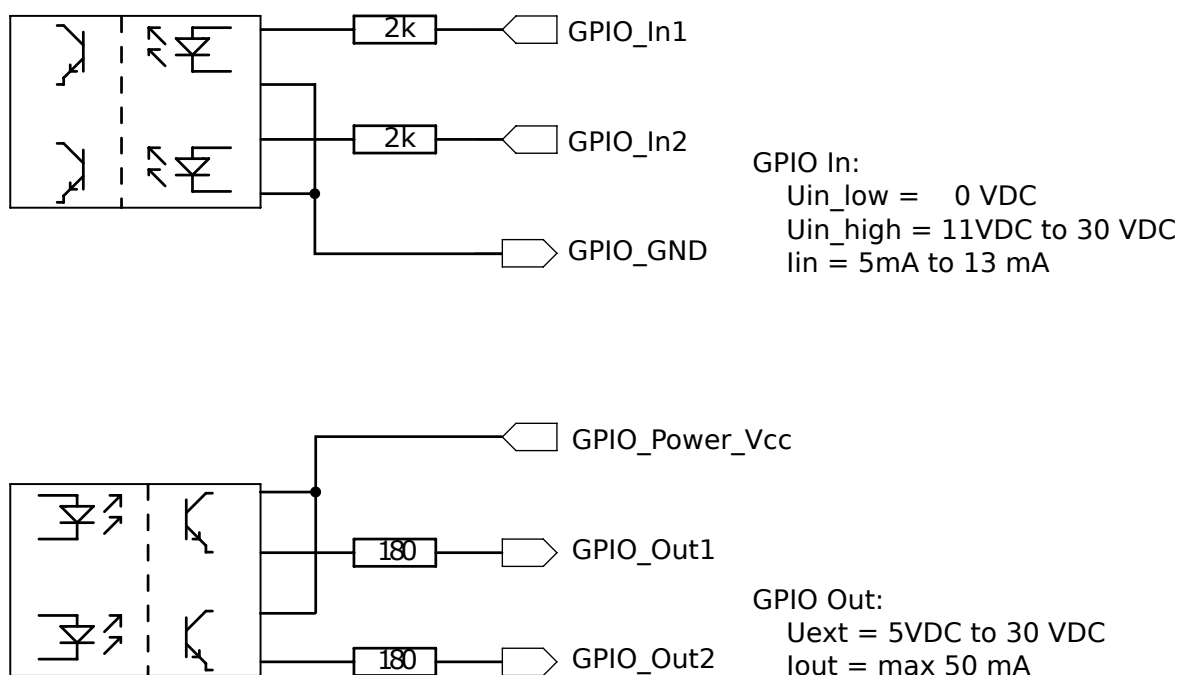 2k
GPIO_In1
2k
GPIO_In2
GPIO_GND
GPIO In:
Uin_low = 0 VDC
Uin_high = 11VDC to 30 VDC
Iin = 5mA to 13 mA
GPIO_Power_Vcc
180
GPIO_Out1
180
GPIO_Out2
GPIO Out:
Uext = 5VDC to 30 VDC
Iout = max 50 mA